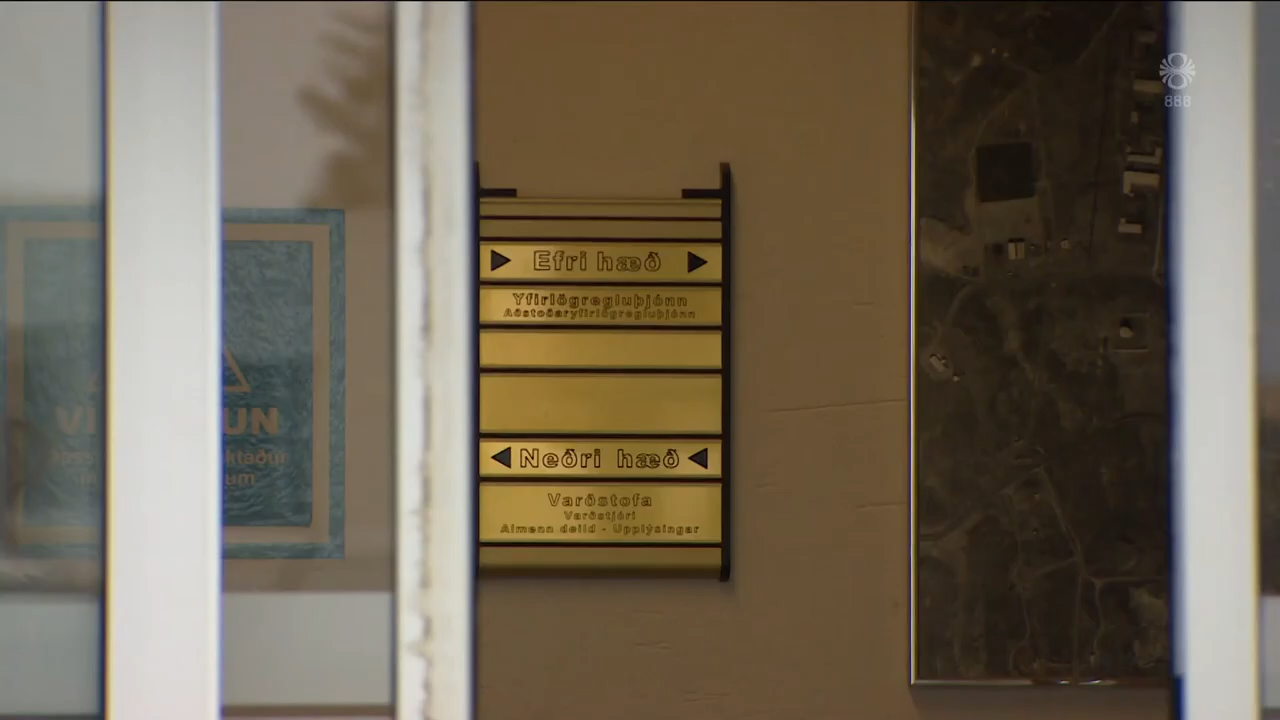 888
Efri hæð
Yfirlögregluþjónn
Aðstoðaryfirlögregluþjónn
Neðri hæð
Varðstofa
Varðstjóri
Almenn deild - Upplýsingar